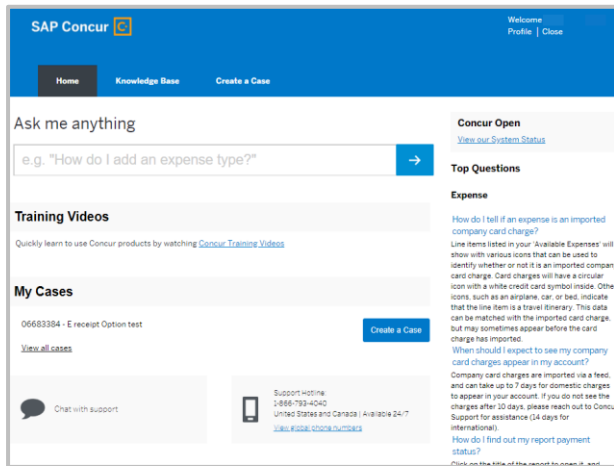 SAP Concur C
Welcome
Profile | Close
Home
Knowledge Base
Create a Case
Ask me anything
e.g. "How do I add an expense type?"
→
Training Videos
Quickly learn to use Concur products by watching Concur Training Videos
My Cases
06683384 - E receipt Option test
Create a Case
View all cases
Chat with support
Support Hotline:
1-866-793-4040
United States and Canada | Available 24/7
View global phone numbers
Concur Open
View our System Status
Top Questions
Expense
How do I tell if an expense is an imported
company card charge?
Line items listed in your 'Available Expenses' will
show with various icons that can be used to
identify whether or not it is an imported company
card charge. Card charges will have a circular
icon with a white credit card symbol inside. Othe
icons, such as an airplane, car, or bed, indicate
that the line item is a travel itinerary. This data
can be matched with the imported card charge,
but may sometimes appear before the card
charge has imported.
When should I expect to see my company
card charges appear in my account?
Company card charges are imported via a feed,
and can take up to 7 days for domestic charges
to appear in your account. If you do not see the
charges after 10 days, please reach out to Concu
Support for assistance (14 days for
international).
How do I find out my report payment
status?
Click on the title of the report to open it, and